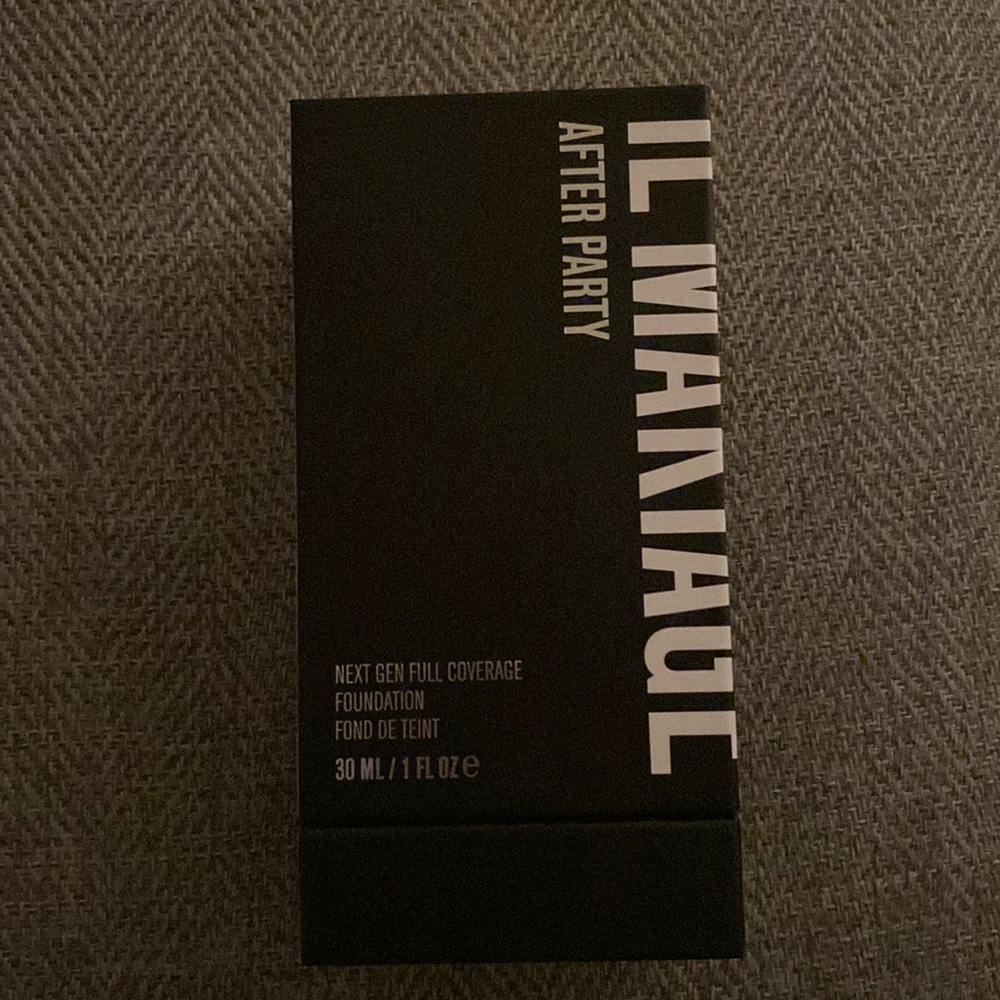 IL MAKIAGE
AFTER PARTY
NEXT GEN FULL COVERAGE
FOUNDATION
FOND DE TEINT
30 ML / 1 FL OZ e